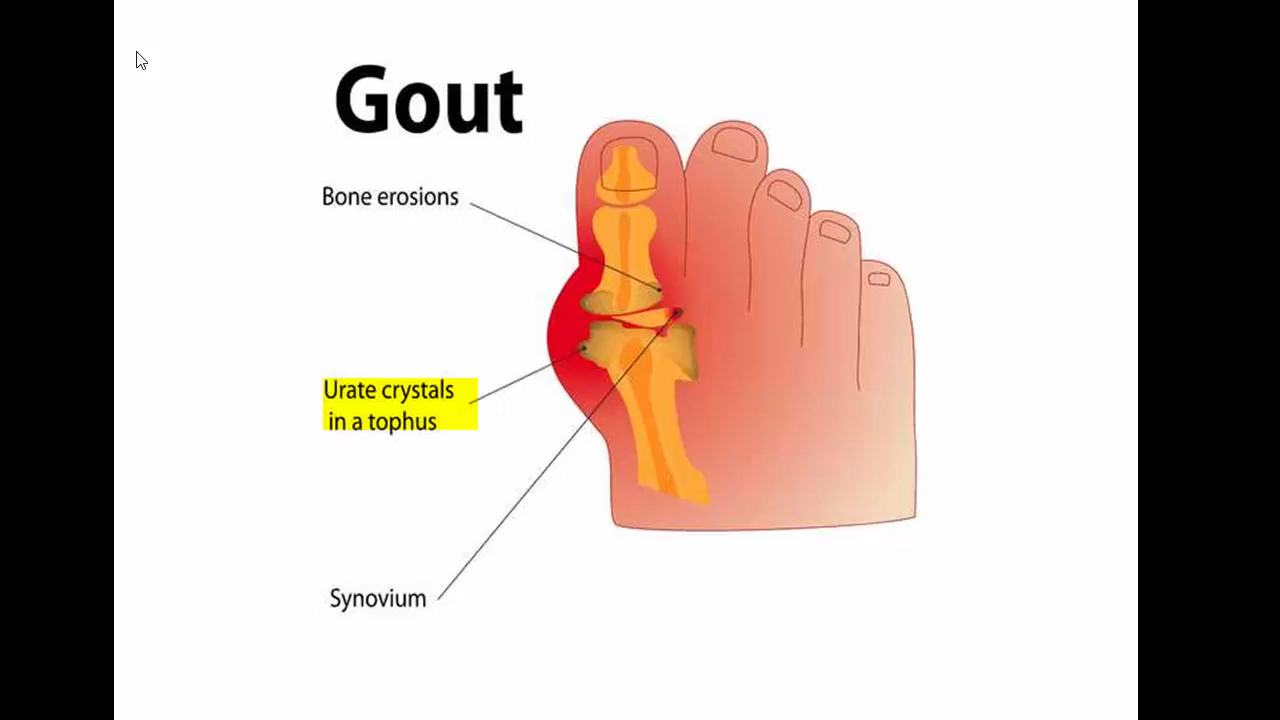 Gout
Bone erosions
Urate crystals
in a tophus
Synovium